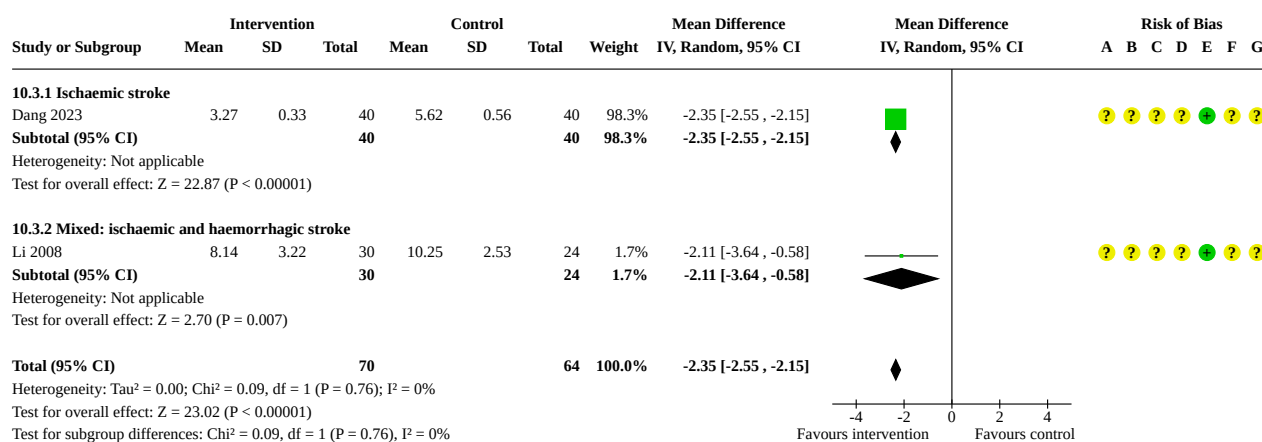 Intervention Control Mean Difference Mean Difference Risk of Bias
Study or Subgroup Mean SD Total Mean SD Total Weight IV, Random, 95% CI IV, Random, 95% CI A B C D E F G
10.3.1 Ischaemic stroke
Dang 2023 3.27 0.33 40 5.62 0.56 40 98.3% -2.35 [-2.55 , -2.15] ? ? ? ? + ? ?
Subtotal (95% CI) 40 40 98.3% -2.35 [-2.55 , -2.15]
Heterogeneity: Not applicable
Test for overall effect: Z = 22.87 (P < 0.00001)
10.3.2 Mixed: ischaemic and haemorrhagic stroke
Li 2008 8.14 3.22 30 10.25 2.53 24 1.7% -2.11 [-3.64 , -0.58] ? ? ? ? + ? ?
Subtotal (95% CI) 30 24 1.7% -2.11 [-3.64 , -0.58]
Heterogeneity: Not applicable
Test for overall effect: Z = 2.70 (P = 0.007)
Total (95% CI) 70 64 100.0% -2.35 [-2.55 , -2.15]
Heterogeneity: Tau² = 0.00; Chi² = 0.09, df = 1 (P = 0.76); I² = 0%
Test for overall effect: Z = 23.02 (P < 0.00001) -4 -2 0 2 4
Test for subgroup differences: Chi² = 0.09, df = 1 (P = 0.76), I² = 0% Favours intervention Favours control